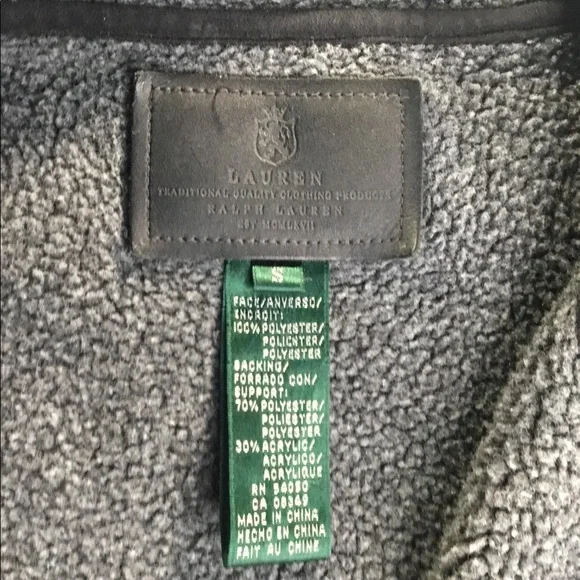 LAUREN
TRADITIONAL QUALITY CLOTHING PRODUCTS
RALPH LAUREN
EST MCMLXVII
S
FACE/ANVERSO/
ENDROIT:
100% POLYESTER/
POLIESTER/
POLYESTER
BACKING/
FORRADO CON/
SUPPORT:
70% POLYESTER/
POLIESTER/
POLYESTER
30% ACRYLIC/
ACRYLICO/
ACRYLIQUE
RN 54050
CA 08349
MADE IN CHINA
HECHO EN CHINA
FAIT AU CHINE